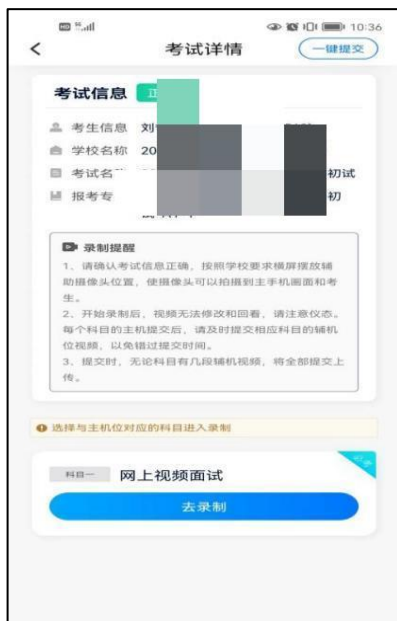 10:36
考试详情
一键提交
考试信息 正
考生信息 刘
学校名称 20
考试名 初试
报考专 初
录制提醒
1、请确认考试信息正确，按照学校要求横屏摆放辅
助摄像头位置，使摄像头可以拍摄到主手机画面和考
生。
2、开始录制后，视频无法修改和回看，请注意仪态。
每个科目的主机提交后，请及时提交相应科目的辅机
位视频，以免错过提交时间。
3、提交时，无论科目有几段辅机视频，将全部提交上
传。
选择与主机位对应的科目进入录制
科目一 网上视频面试
去录制